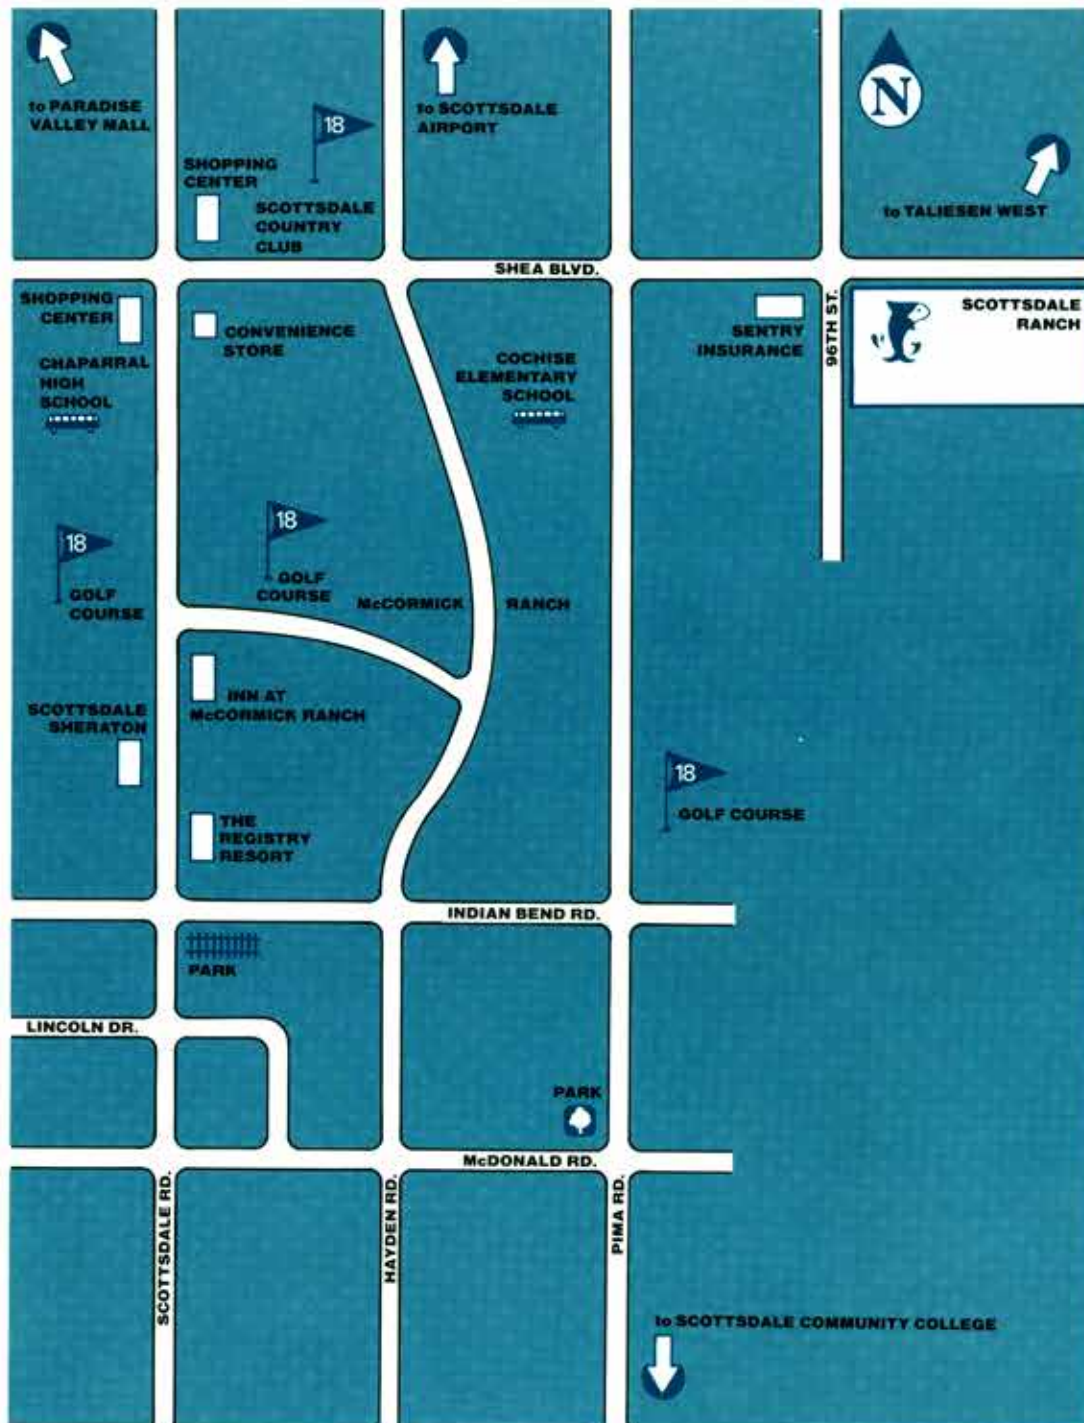 to PARADISE
VALLEY MALL
18
to SCOTTSDALE
AIRPORT
N
SHOPPING
CENTER
SCOTTSDALE
COUNTRY
CLUB
to TALIESEN WEST
SHEA BLVD.
SHOPPING
CENTER
CHAPARRAL
HIGH
SCHOOL
CONVENIENCE
STORE
COCHISE
ELEMENTARY
SCHOOL
SENTRY
INSURANCE
96TH ST.
SCOTTSDALE
RANCH
18
GOLF
COURSE
18
GOLF
COURSE
McCORMICK RANCH
INN AT
McCORMICK RANCH
SCOTTSDALE
SHERATON
18
GOLF COURSE
THE
REGISTRY
RESORT
INDIAN BEND RD.
PARK
LINCOLN DR.
PARK
McDONALD RD.
SCOTTSDALE RD.
HAYDEN RD.
PIMA RD.
to SCOTTSDALE COMMUNITY COLLEGE